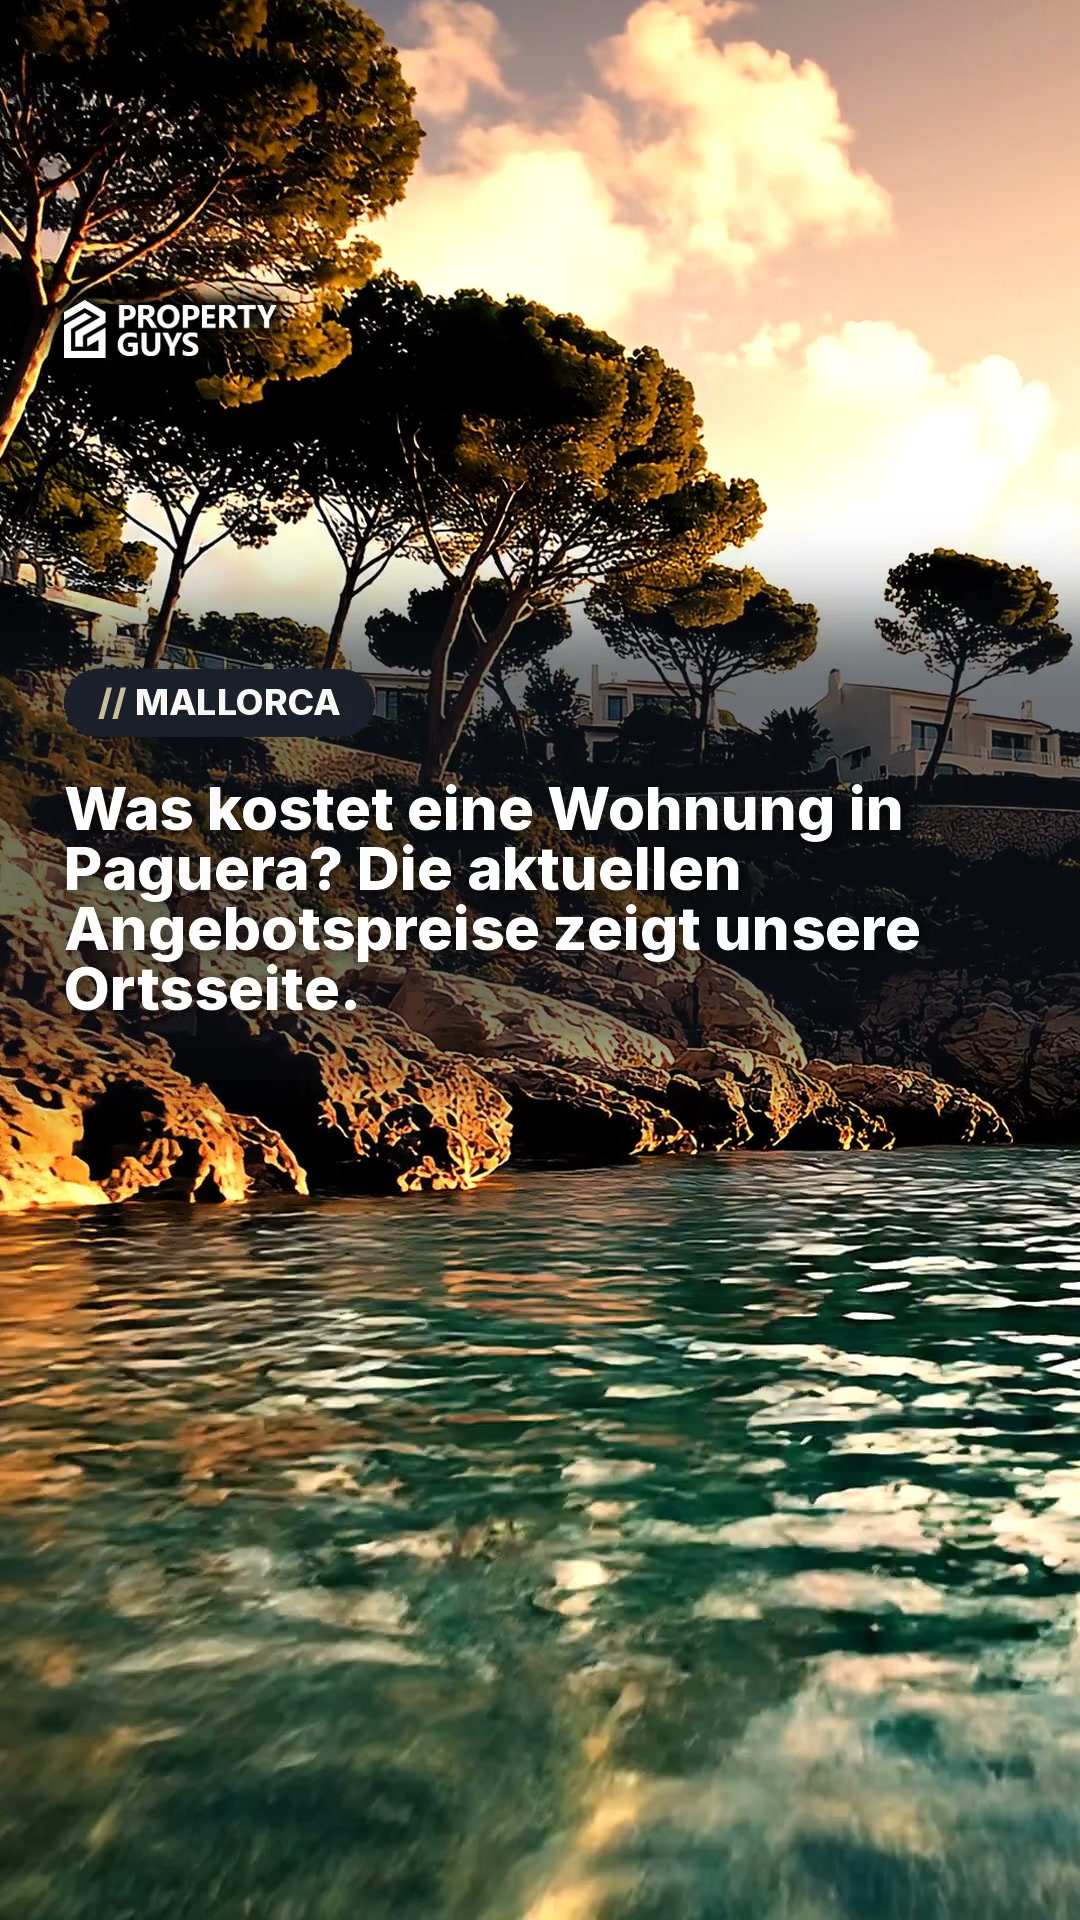 PROPERTY
GUYS
// MALLORCA
Was kostet eine Wohnung in
Paguera? Die aktuellen
Angebotspreise zeigt unsere
Ortsseite.